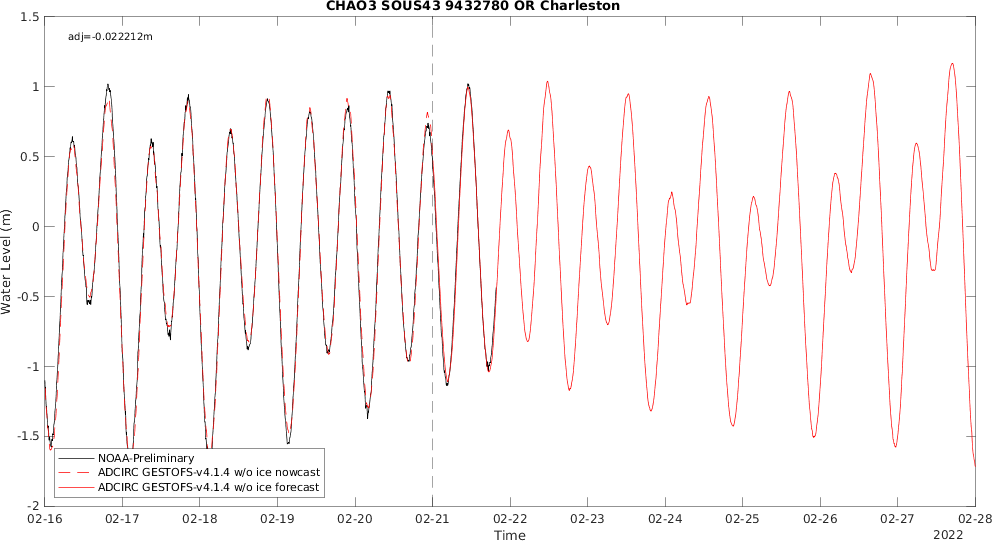 CHAO3 SOUS43 9432780 OR Charleston
adj=-0.022212m
Water Level (m)
1.5
1
0.5
0
-0.5
-1
-1.5
-2
NOAA-Preliminary
ADCIRC GESTOFS-v4.1.4 w/o ice nowcast
ADCIRC GESTOFS-v4.1.4 w/o ice forecast
02-16 02-17 02-18 02-19 02-20 02-21 02-22 02-23 02-24 02-25 02-26 02-27 02-28
Time
2022